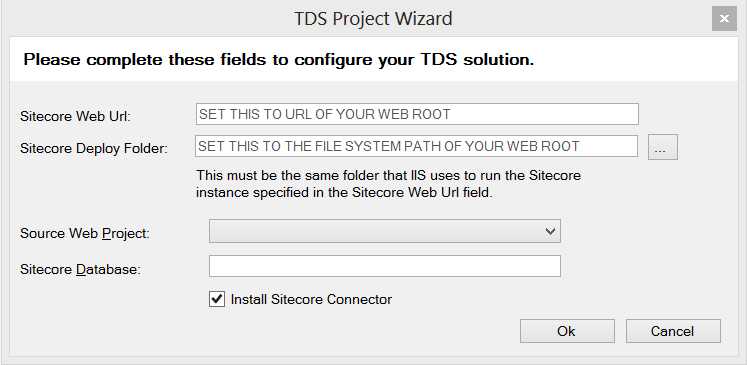 TDS Project Wizard
Please complete these fields to configure your TDS solution.
Sitecore Web Url: SET THIS TO URL OF YOUR WEB ROOT
Sitecore Deploy Folder: SET THIS TO THE FILE SYSTEM PATH OF YOUR WEB ROOT ...
This must be the same folder that IIS uses to run the Sitecore
instance specified in the Sitecore Web Url field.
Source Web Project:
Sitecore Database:
Install Sitecore Connector
Ok Cancel